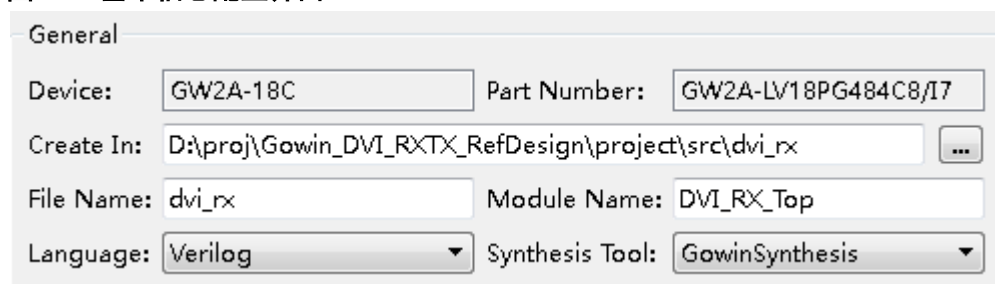 General
Device: GW2A-18C Part Number: GW2A-LV18PG484C8/I7
Create In: D:\proj\Gowin_DVI_RXTX_RefDesign\project\src\dvi_rx ...
File Name: dvi_rx Module Name: DVI_RX_Top
Language: Verilog Synthesis Tool: GowinSynthesis